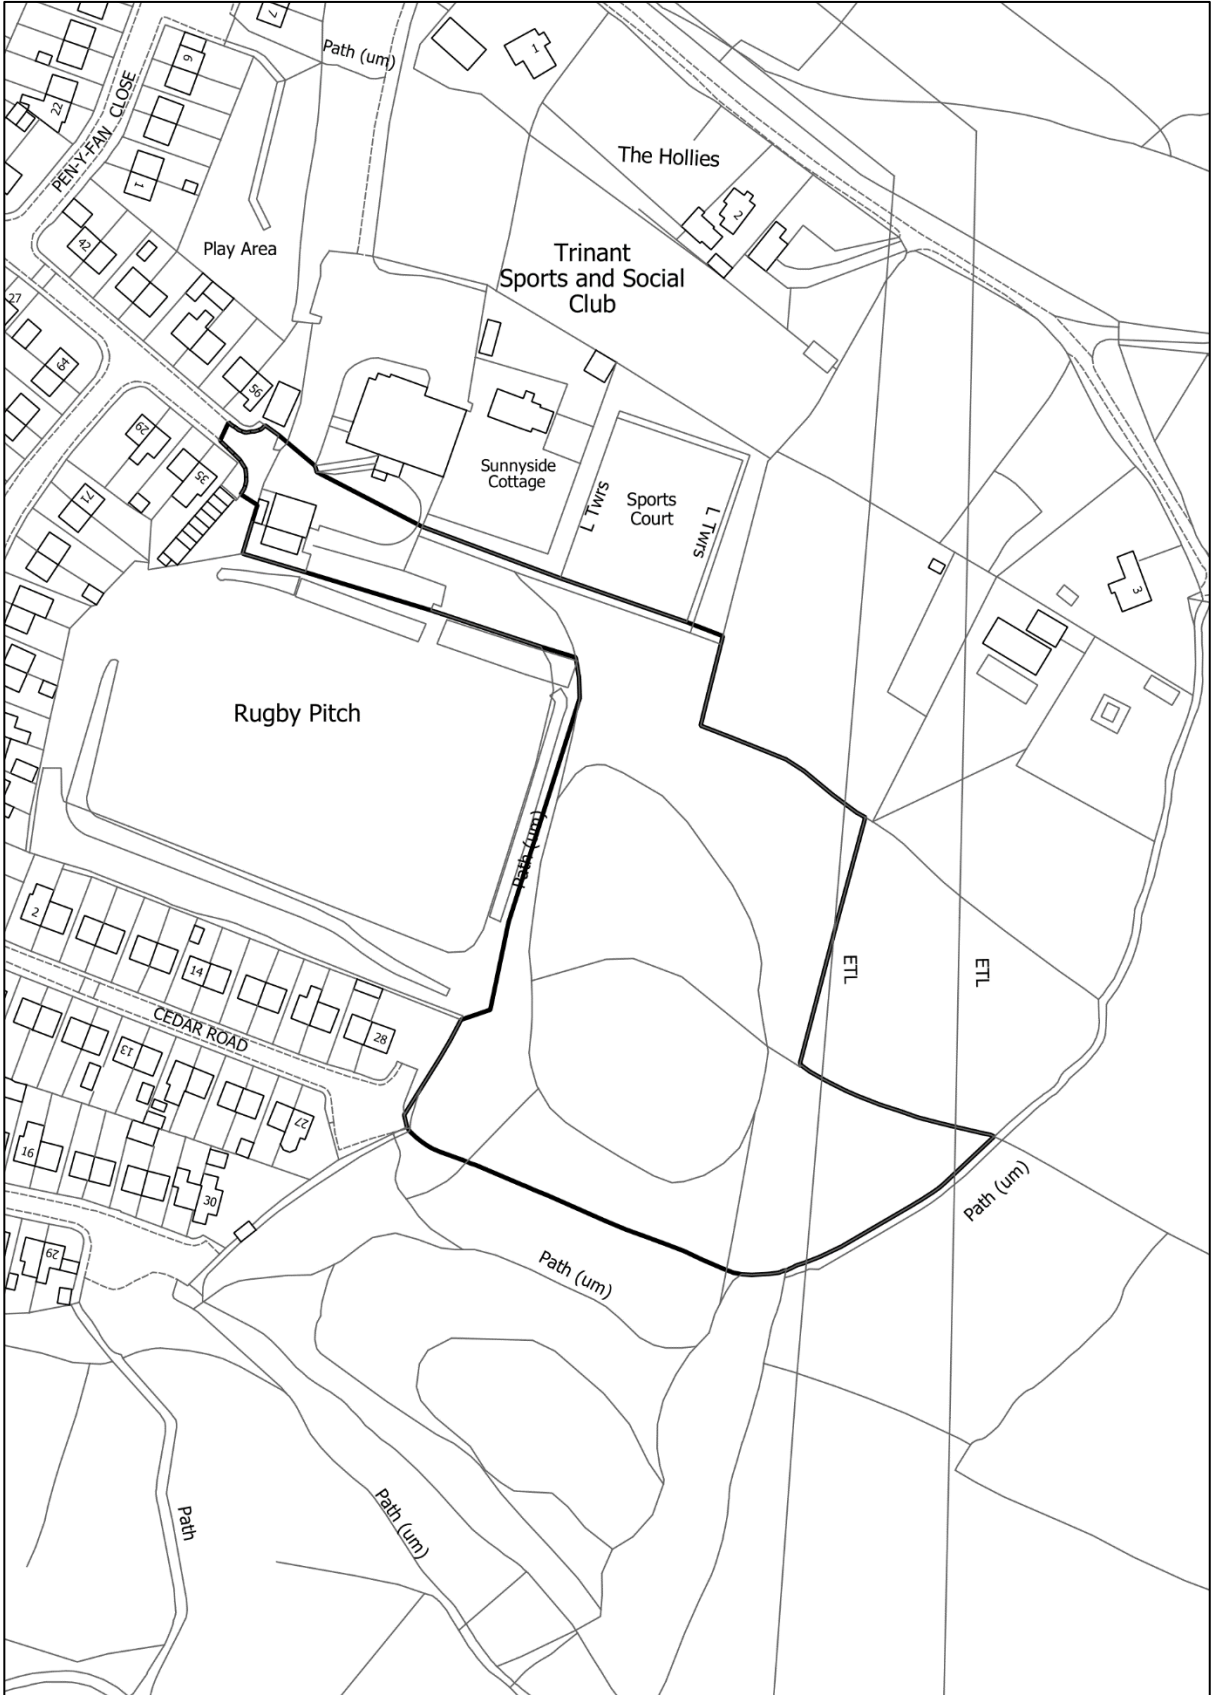 7
Path (um)
6
1
22
PEN-Y-FAN CLOSE
The Hollies
1
2
42
Play Area
Trinant
Sports and Social
Club
27
64
56
29
35
Sunnyside
Cottage
L Twrs
Sports
Court
L Twrs
71
3
Rugby Pitch
Path (um)
2
14
ETL
ETL
CEDAR ROAD
28
13
27
16
30
Path (um)
29
Path (um)
Path
Path (um)